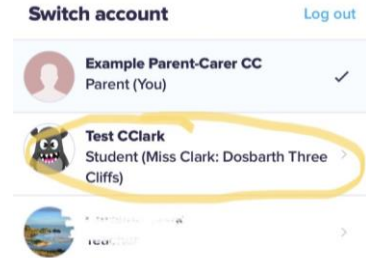 Switch account
Log out
Example Parent-Carer CC
Parent (You)
Test CClark
Student (Miss Clark: Dosbarth Three
Cliffs)